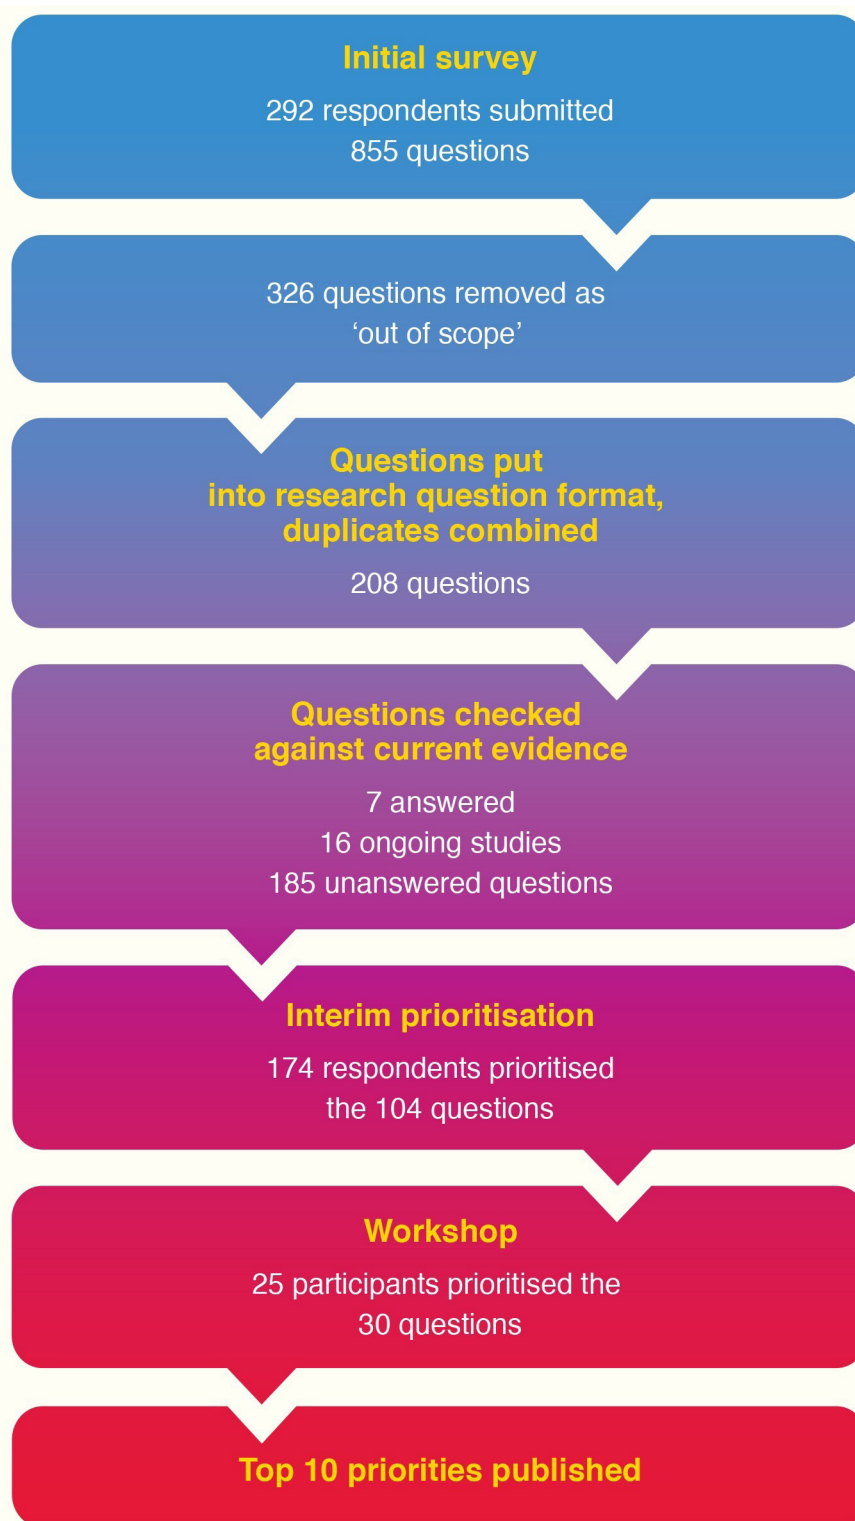 Initial survey
292 respondents submitted
855 questions
326 questions removed as
‘out of scope’
Questions put
into research question format,
duplicates combined
208 questions
Questions checked
against current evidence
7 answered
16 ongoing studies
185 unanswered questions
Interim prioritisation
174 respondents prioritised
the 104 questions
Workshop
25 participants prioritised the
30 questions
Top 10 priorities published